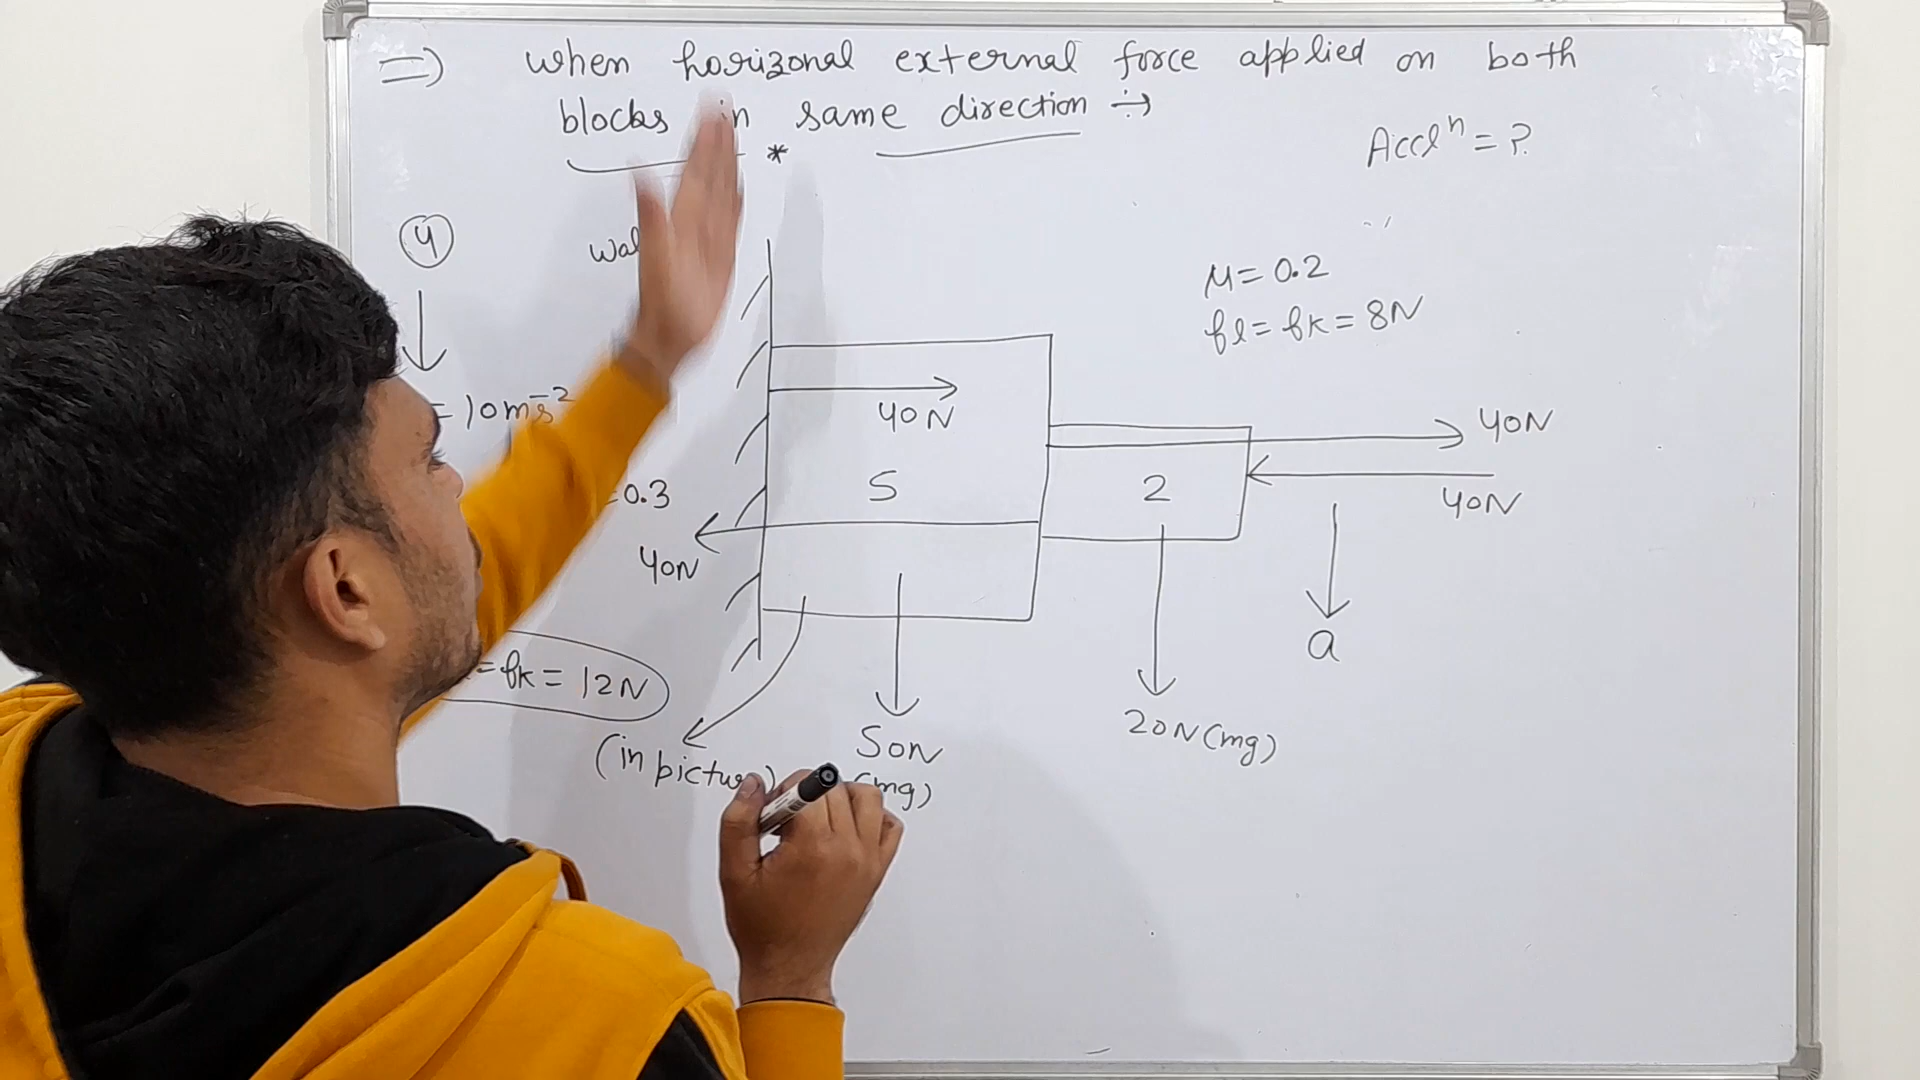 => when horizonal external force applied on both
blocks in same direction ÷→
*
Acclⁿ = ?
4
= 10ms⁻²
μ = 0.2
fl = fk = 8N
40N
40N
5
2
40N
0.3
40N
a
= fk = 12N
(in picture)
50N
(mg)
20N(mg)